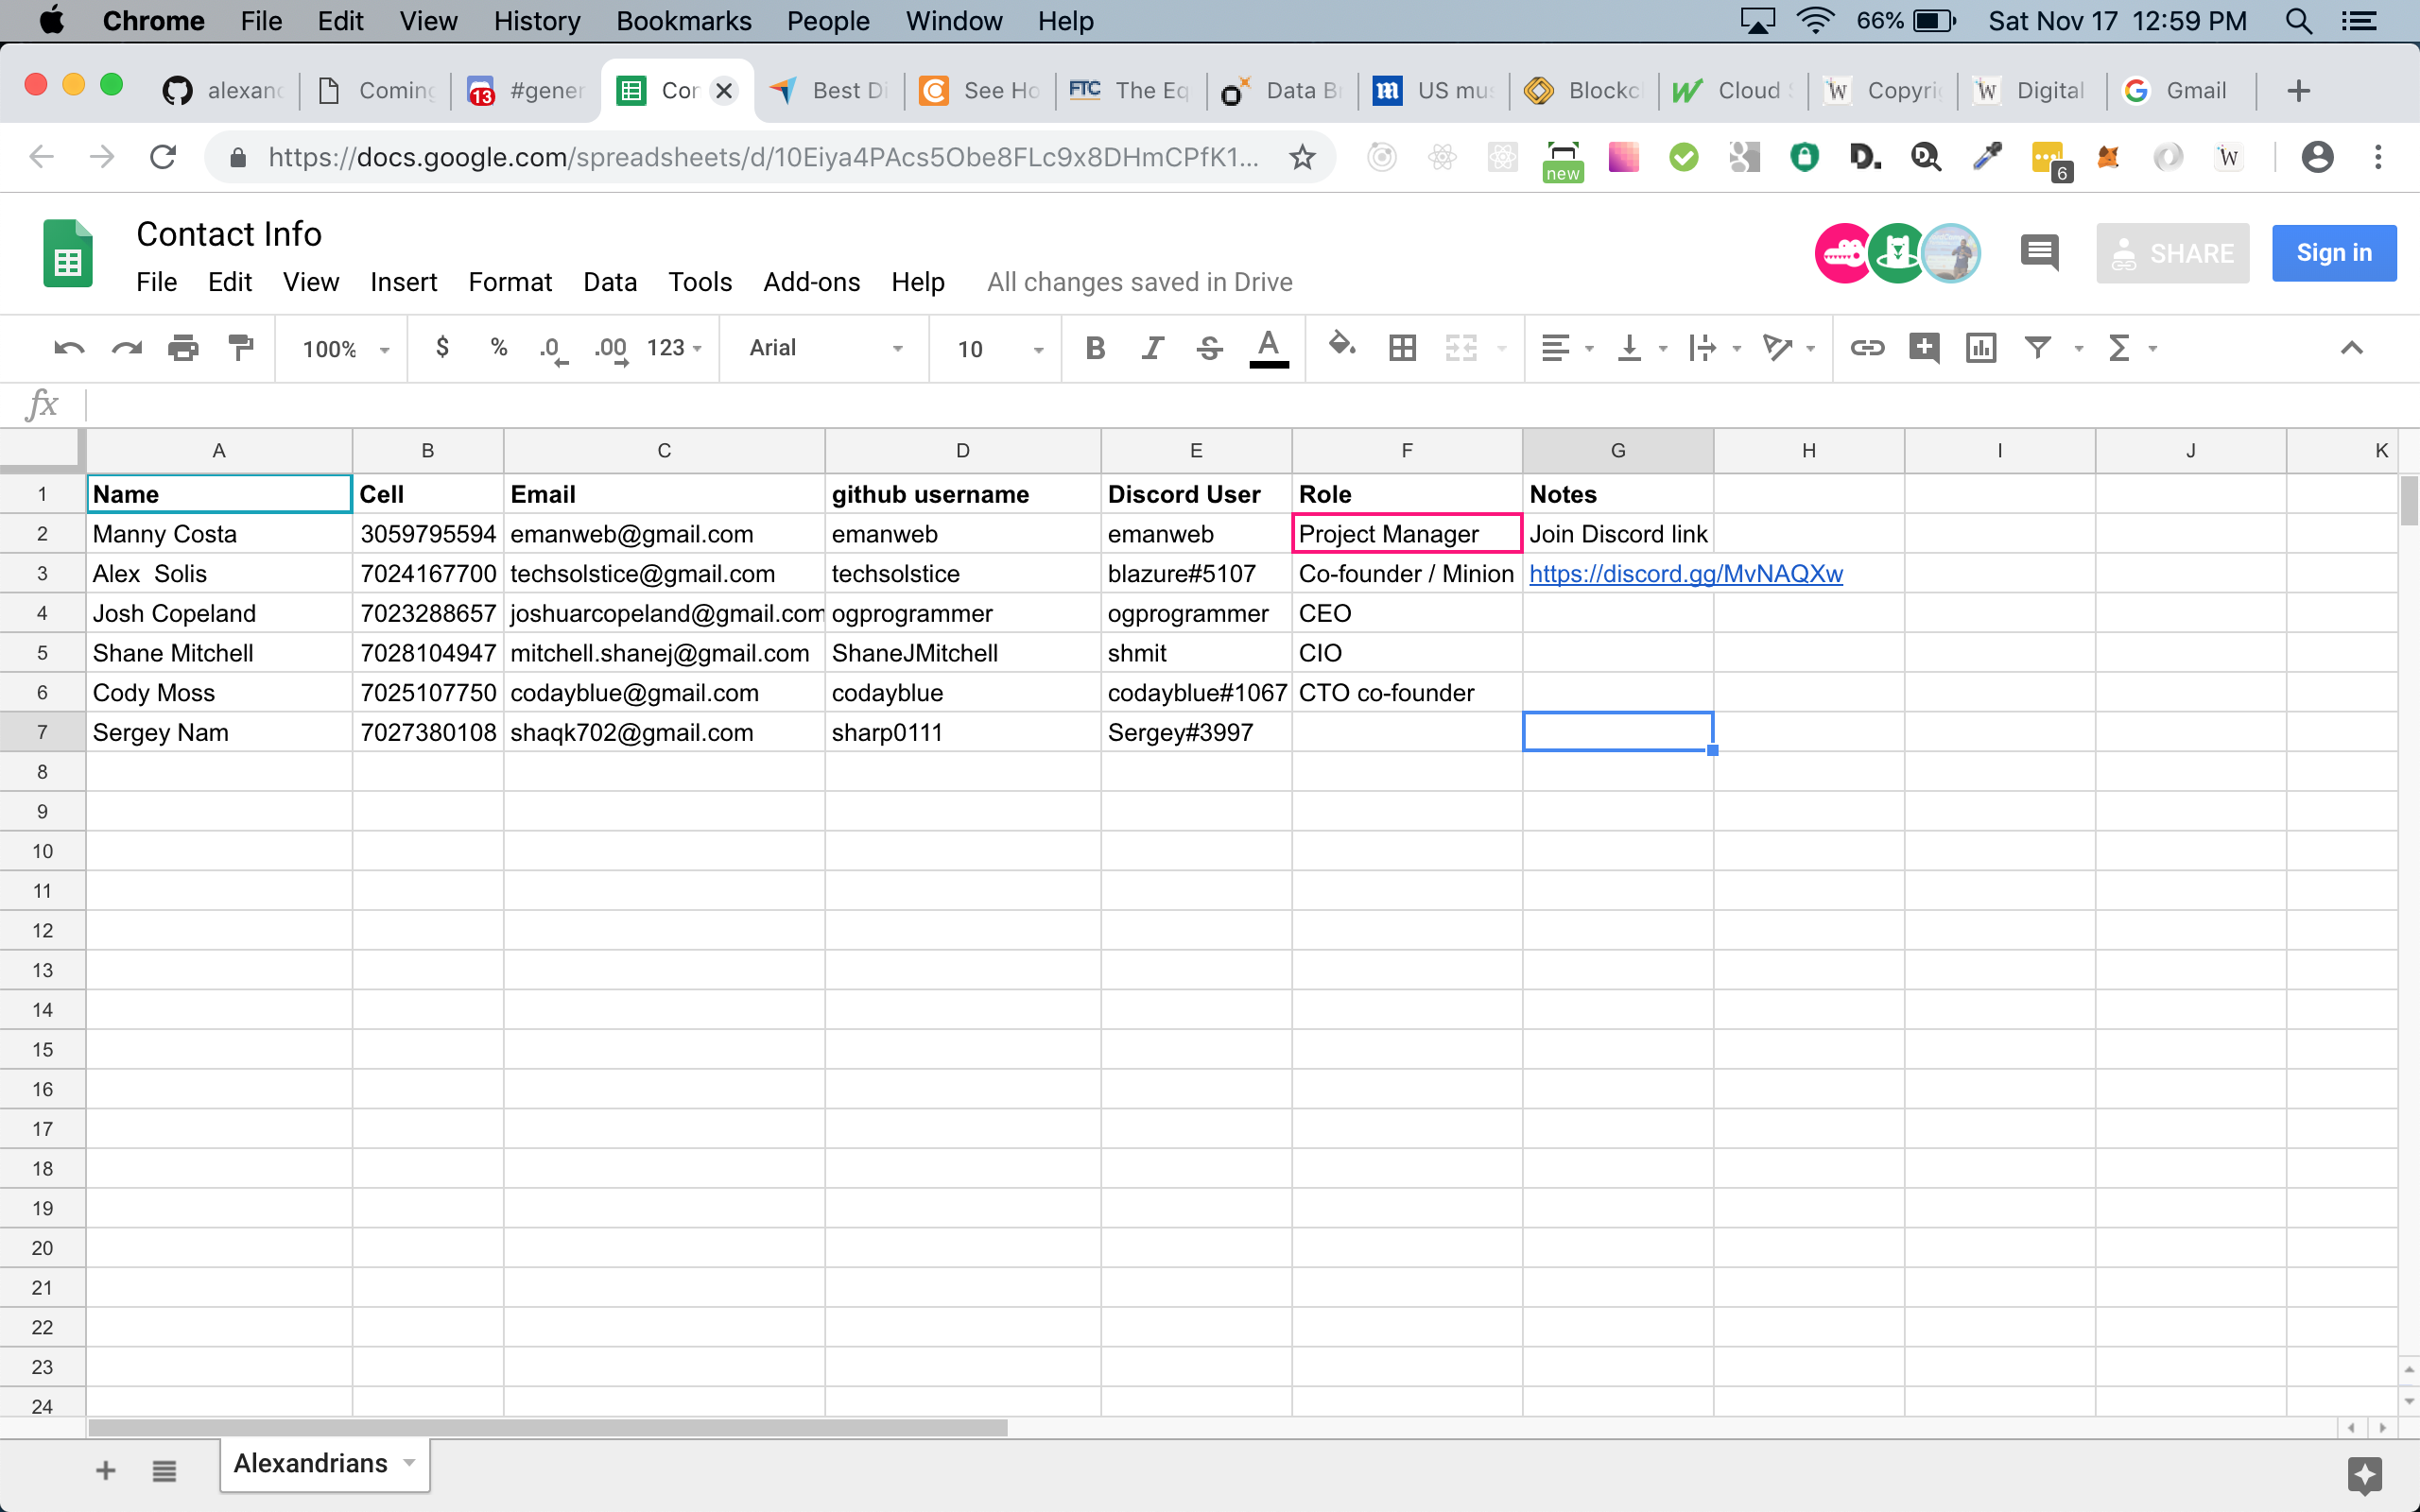 Chrome File Edit View History Bookmarks People Window Help 66% Sat Nov 17 12:59 PM
alexan Coming 13 #gener Con Best Di See Ho FTC The Eq Data B US mu Blockc Cloud Copyri Digital Gmail
https://docs.google.com/spreadsheets/d/10Eiya4PAcs5Obe8FLc9x8DHmCPfK1... new 6
Contact Info
File Edit View Insert Format Data Tools Add-ons Help All changes saved in Drive SHARE Sign in
100% $ % .0 .00 123 Arial 10 B I S A
fx
A B C D E F G H I J K
1 Name Cell Email github username Discord User Role Notes
2 Manny Costa 3059795594 emanweb@gmail.com emanweb emanweb Project Manager Join Discord link
3 Alex  Solis 7024167700 techsolstice@gmail.com techsolstice blazure#5107 Co-founder / Minion https://discord.gg/MvNAQXw
4 Josh Copeland 7023288657 joshuarcopeland@gmail.com ogprogrammer ogprogrammer CEO
5 Shane Mitchell 7028104947 mitchell.shanej@gmail.com ShaneJMitchell shmit CIO
6 Cody Moss 7025107750 codayblue@gmail.com codayblue codayblue#1067 CTO co-founder
7 Sergey Nam 7027380108 shaqk702@gmail.com sharp0111 Sergey#3997
8
9
10
11
12
13
14
15
16
17
18
19
20
21
22
23
24
Alexandrians